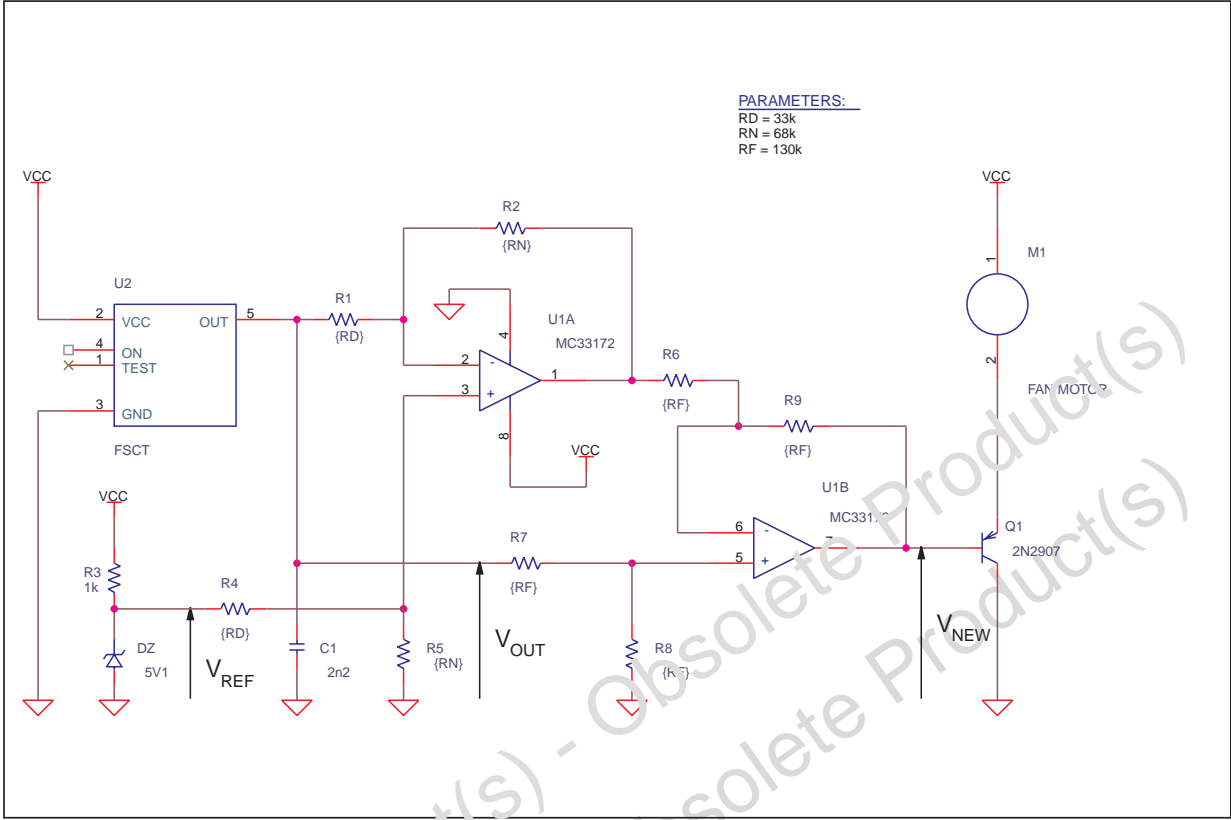 PARAMETERS:
RD = 33k
RN = 68k
RF = 130k
VCC
VCC
R2
{RN}
M1
1
2
FAN MOTOR
U2
2
VCC
OUT
5
4
ON
1
TEST
3
GND
FSCT
R1
{RD}
U1A
MC33172
4
2
-
3
+
1
8
VCC
R6
{RF}
R9
{RF}
U1B
6
-
5
+
7
Q1
2N2907
VCC
R3
1k
R4
{RD}
R7
{RF}
DZ
5V1
VREF
C1
2n2
R5
{RN}
VOUT
R8
{RF}
VNEW
Obsolete Product(s)
t(s) - Obsolete Product(s)